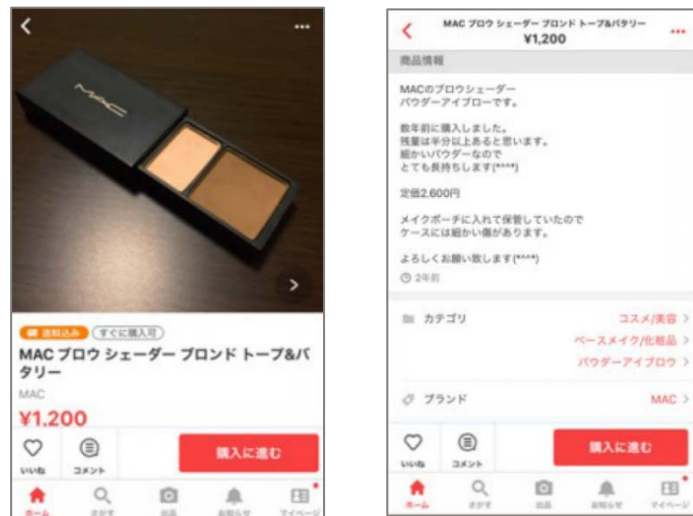 MAC
送料込み すぐに購入可
MAC ブロウ シェーダー ブロンド トープ&バ
タリー
MAC
¥1,200
いいね コメント 購入に進む
ホーム さがす 出品 お知らせ マイページ
MAC ブロウ シェーダー ブロンド トープ&バタリー
¥1,200
商品情報
MACのブロウシェーダー
パウダーアイブローです。
数年前に購入しました。
残量は半分以上あると思います。
細かいパウダーなので
とても長持ちします(*^^*)
定価2,600円
メイクポーチに入れて保管していたので
ケースには細かい傷があります。
よろしくお願い致します(*^^*)
2年前
カテゴリ コスメ/美容
ベースメイク/化粧品
パウダーアイブロウ
ブランド MAC
いいね コメント 購入に進む
ホーム さがす 出品 お知らせ マイページ